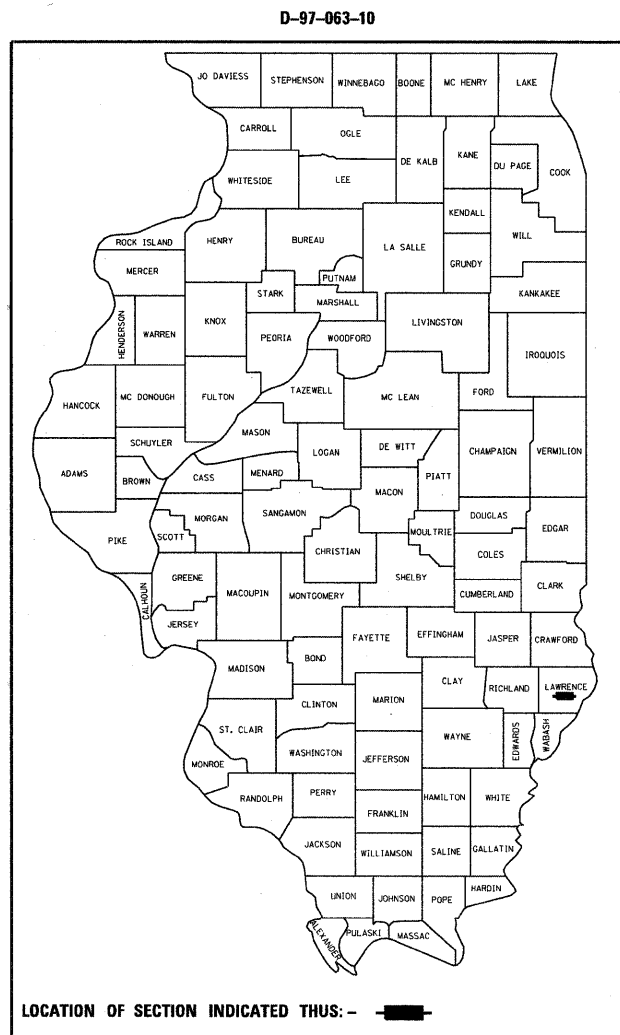 D-97-063-10
JO DAVIESS STEPHENSON WINNEBAGO BOONE MC HENRY LAKE
CARROLL OGLE DE KALB KANE DU PAGE COOK
WHITESIDE LEE
KENDALL WILL
ROCK ISLAND HENRY BUREAU LA SALLE GRUNDY
MERCER PUTNAM
STARK MARSHALL KANKAKEE
HENDERSON WARREN KNOX PEORIA WOODFORD LIVINGSTON IROQUOIS
HANCOCK MC DONOUGH FULTON TAZEWELL MC LEAN FORD
SCHUYLER MASON LOGAN DE WITT CHAMPAIGN VERMILION
ADAMS BROWN CASS MENARD MACON PIATT
PIKE SCOTT MORGAN SANGAMON MOULTRIE DOUGLAS EDGAR
CHRISTIAN COLES
CALHOUN GREENE MACOUPIN MONTGOMERY SHELBY CUMBERLAND CLARK
JERSEY FAYETTE EFFINGHAM JASPER CRAWFORD
MADISON BOND CLAY RICHLAND LAWRENCE
CLINTON MARION
ST. CLAIR WAYNE EDWARDS WABASH
MONROE WASHINGTON JEFFERSON
RANDOLPH PERRY HAMILTON WHITE
FRANKLIN
JACKSON WILLIAMSON SALINE GALLATIN
UNION JOHNSON POPE HARDIN
ALEXANDER PULASKI MASSAC
LOCATION OF SECTION INDICATED THUS: -